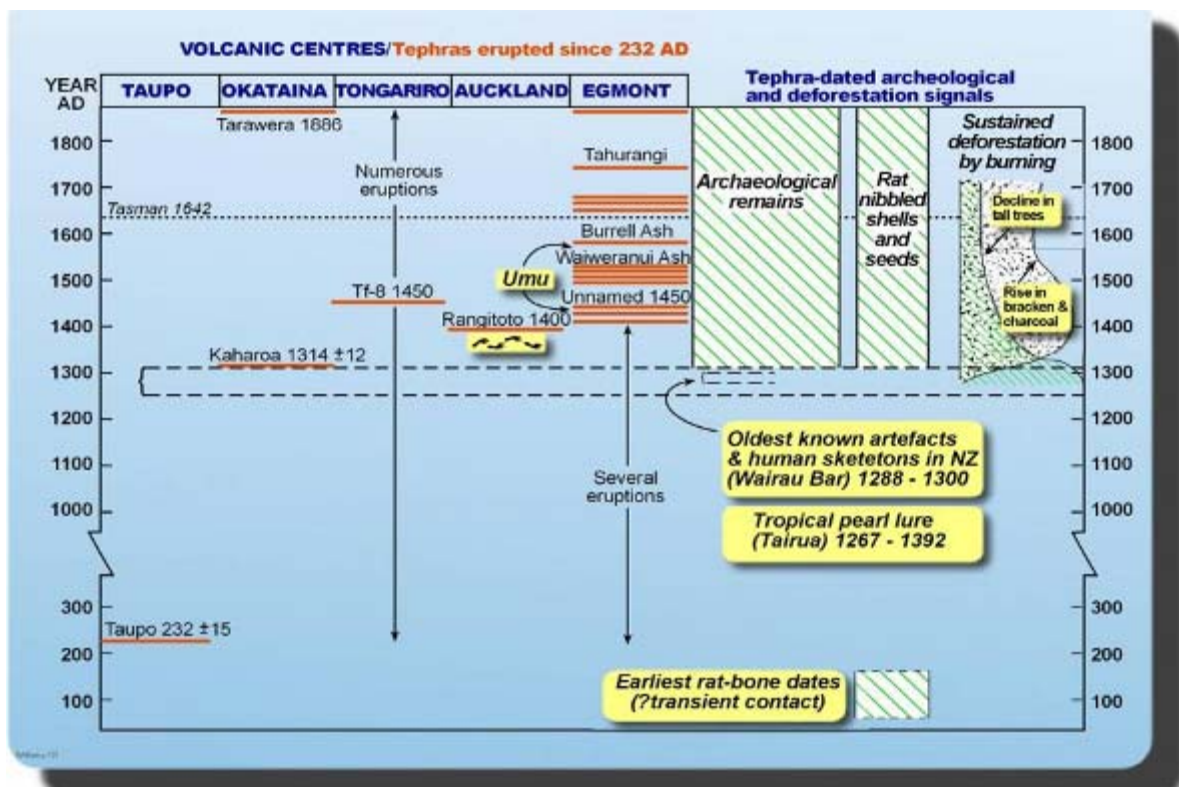 VOLCANIC CENTRES/Tephras erupted since 232 AD
YEAR
AD
TAUPO
OKATAINA
TONGARIRO
AUCKLAND
EGMONT
Tephra-dated archeological
and deforestation signals
1800
1700
1600
1500
1400
1300
1200
1100
1000
300
200
100
Tarawera 1886
Numerous
eruptions
Tasman 1642
Tf-8 1450
Kaharoa 1314 ±12
Rangitoto 1400
Umu
Tahurangi
Burrell Ash
Waiweranui Ash
Unnamed 1450
Several
eruptions
Taupo 232 ±15
Archaeological
remains
Rat
nibbled
shells
and
seeds
Sustained
deforestation
by burning
Decline in
tall trees
Rise in
bracken &
charcoal
Oldest known artefacts
& human sketetons in NZ
(Wairau Bar) 1288 - 1300
Tropical pearl lure
(Tairua) 1267 - 1392
Earliest rat-bone dates
(?transient contact)
1800
1700
1600
1500
1400
1300
1200
1100
1000
300
200
100